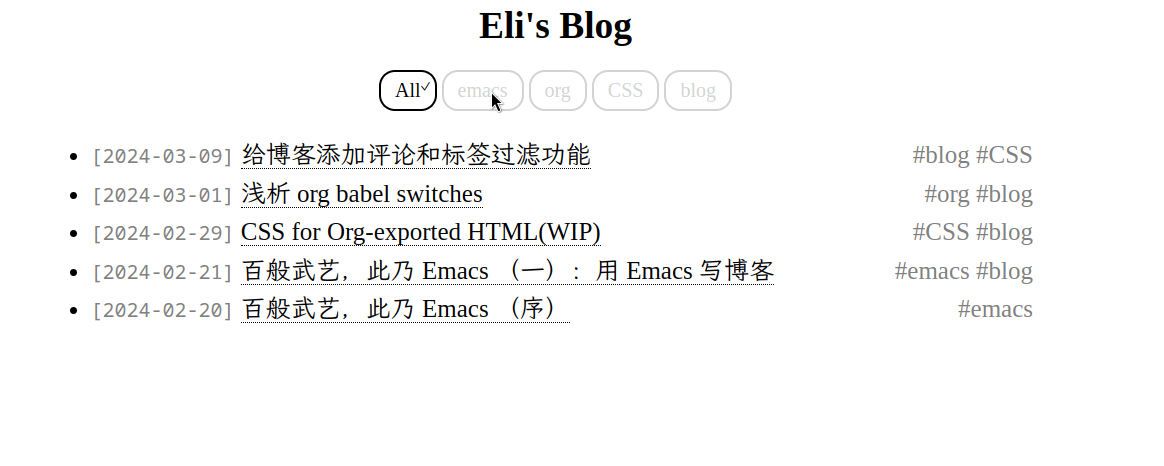 Eli's Blog
All✓ emacs org CSS blog
[2024-03-09] 给博客添加评论和标签过滤功能 #blog #CSS
[2024-03-01] 浅析 org babel switches #org #blog
[2024-02-29] CSS for Org-exported HTML(WIP) #CSS #blog
[2024-02-21] 百般武艺，此乃 Emacs （一）：用 Emacs 写博客 #emacs #blog
[2024-02-20] 百般武艺，此乃 Emacs （序） #emacs